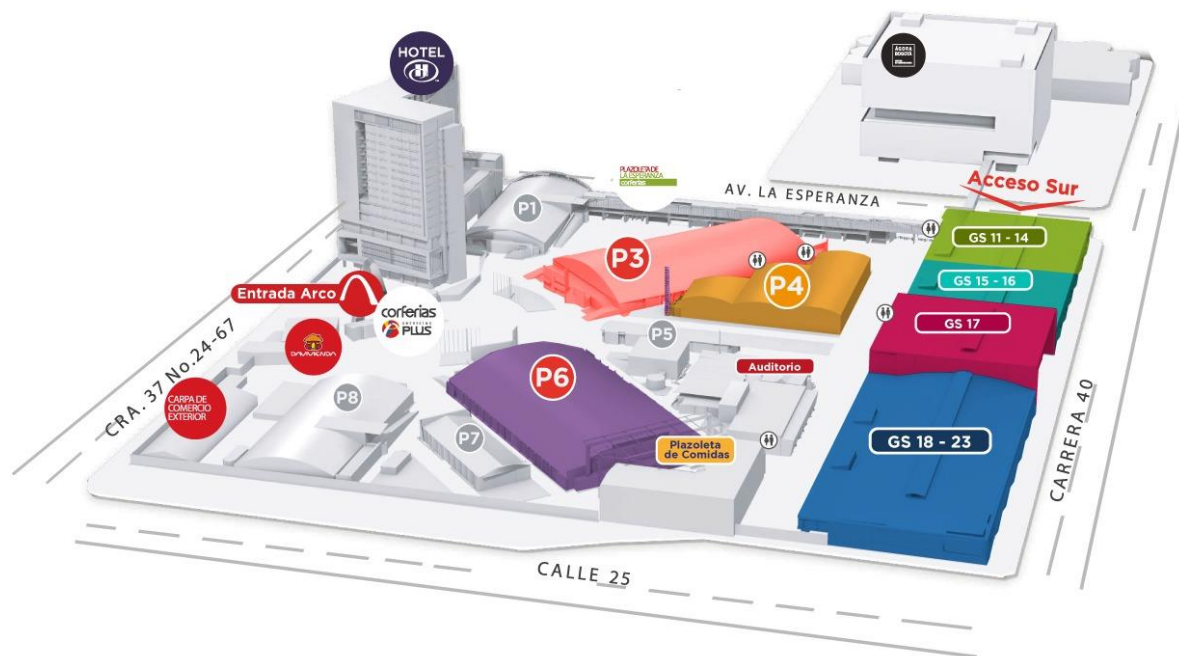 HOTEL
H
ÁGORA
BOGOTÁ
PLAZOLETA DE
LA ESPERANZA
corferias
AV. LA ESPERANZA
Acceso Sur
P1
GS 11 - 14
P3
P4
GS 15 - 16
Entrada Arco
corferias
PLUS
GS 17
P5
DAVIVIENDA
Auditorio
P6
CARPA DE
COMERCIO
EXTERIOR
P8
CRA. 37 No.24-67
P7
Plazoleta
de Comidas
GS 18 - 23
CARRERA 40
CALLE 25